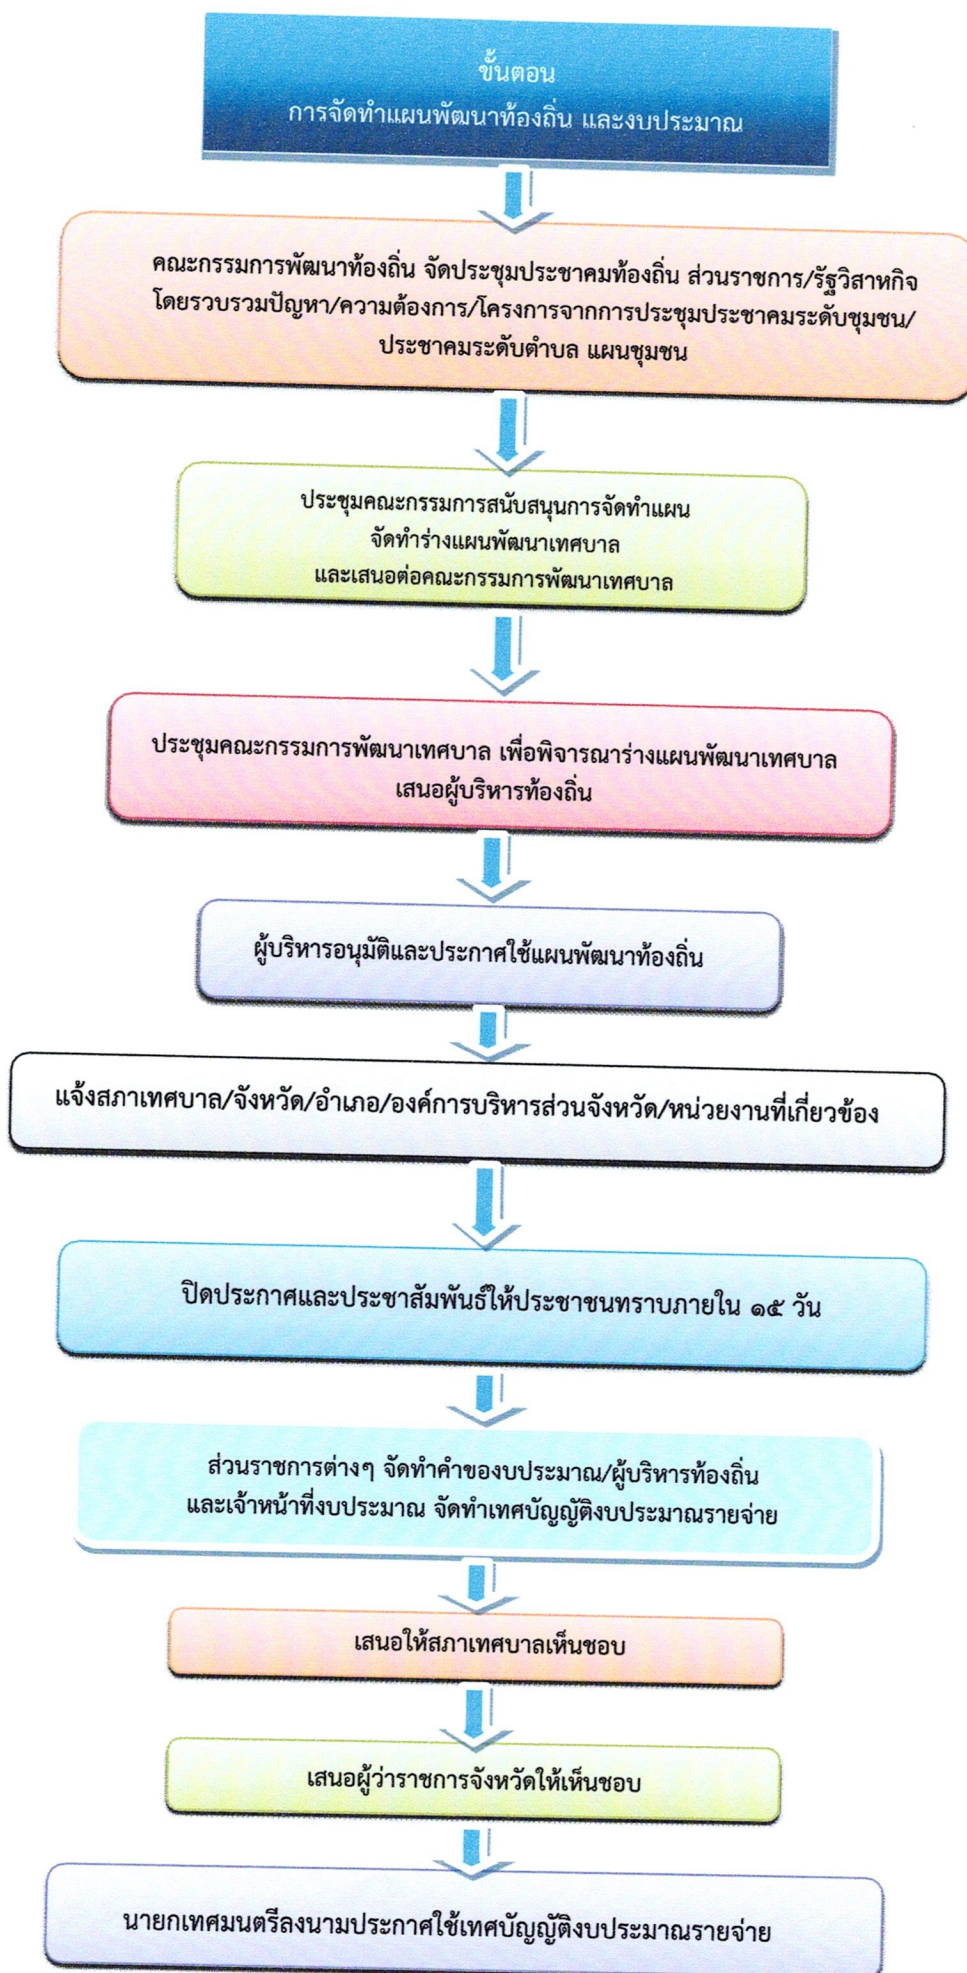 ขั้นตอน
การจัดทำแผนพัฒนาท้องถิ่น และงบประมาณ
คณะกรรมการพัฒนาท้องถิ่น จัดประชุมประชาคมท้องถิ่น ส่วนราชการ/รัฐวิสาหกิจ
โดยรวบรวมปัญหา/ความต้องการ/โครงการจากการประชุมประชาคมระดับชุมชน/
ประชาคมระดับตำบล แผนชุมชน
ประชุมคณะกรรมการสนับสนุนการจัดทำแผน
จัดทำร่างแผนพัฒนาเทศบาล
และเสนอต่อคณะกรรมการพัฒนาเทศบาล
ประชุมคณะกรรมการพัฒนาเทศบาล เพื่อพิจารณาร่างแผนพัฒนาเทศบาล
เสนอผู้บริหารท้องถิ่น
ผู้บริหารอนุมัติและประกาศใช้แผนพัฒนาท้องถิ่น
แจ้งสภาเทศบาล/จังหวัด/อำเภอ/องค์การบริหารส่วนจังหวัด/หน่วยงานที่เกี่ยวข้อง
ปิดประกาศและประชาสัมพันธ์ให้ประชาชนทราบภายใน ๑๕ วัน
ส่วนราชการต่างๆ จัดทำคำของบประมาณ/ผู้บริหารท้องถิ่น
และเจ้าหน้าที่งบประมาณ จัดทำเทศบัญญัติงบประมาณรายจ่าย
เสนอให้สภาเทศบาลเห็นชอบ
เสนอผู้ว่าราชการจังหวัดให้เห็นชอบ
นายกเทศมนตรีลงนามประกาศใช้เทศบัญญัติงบประมาณรายจ่าย